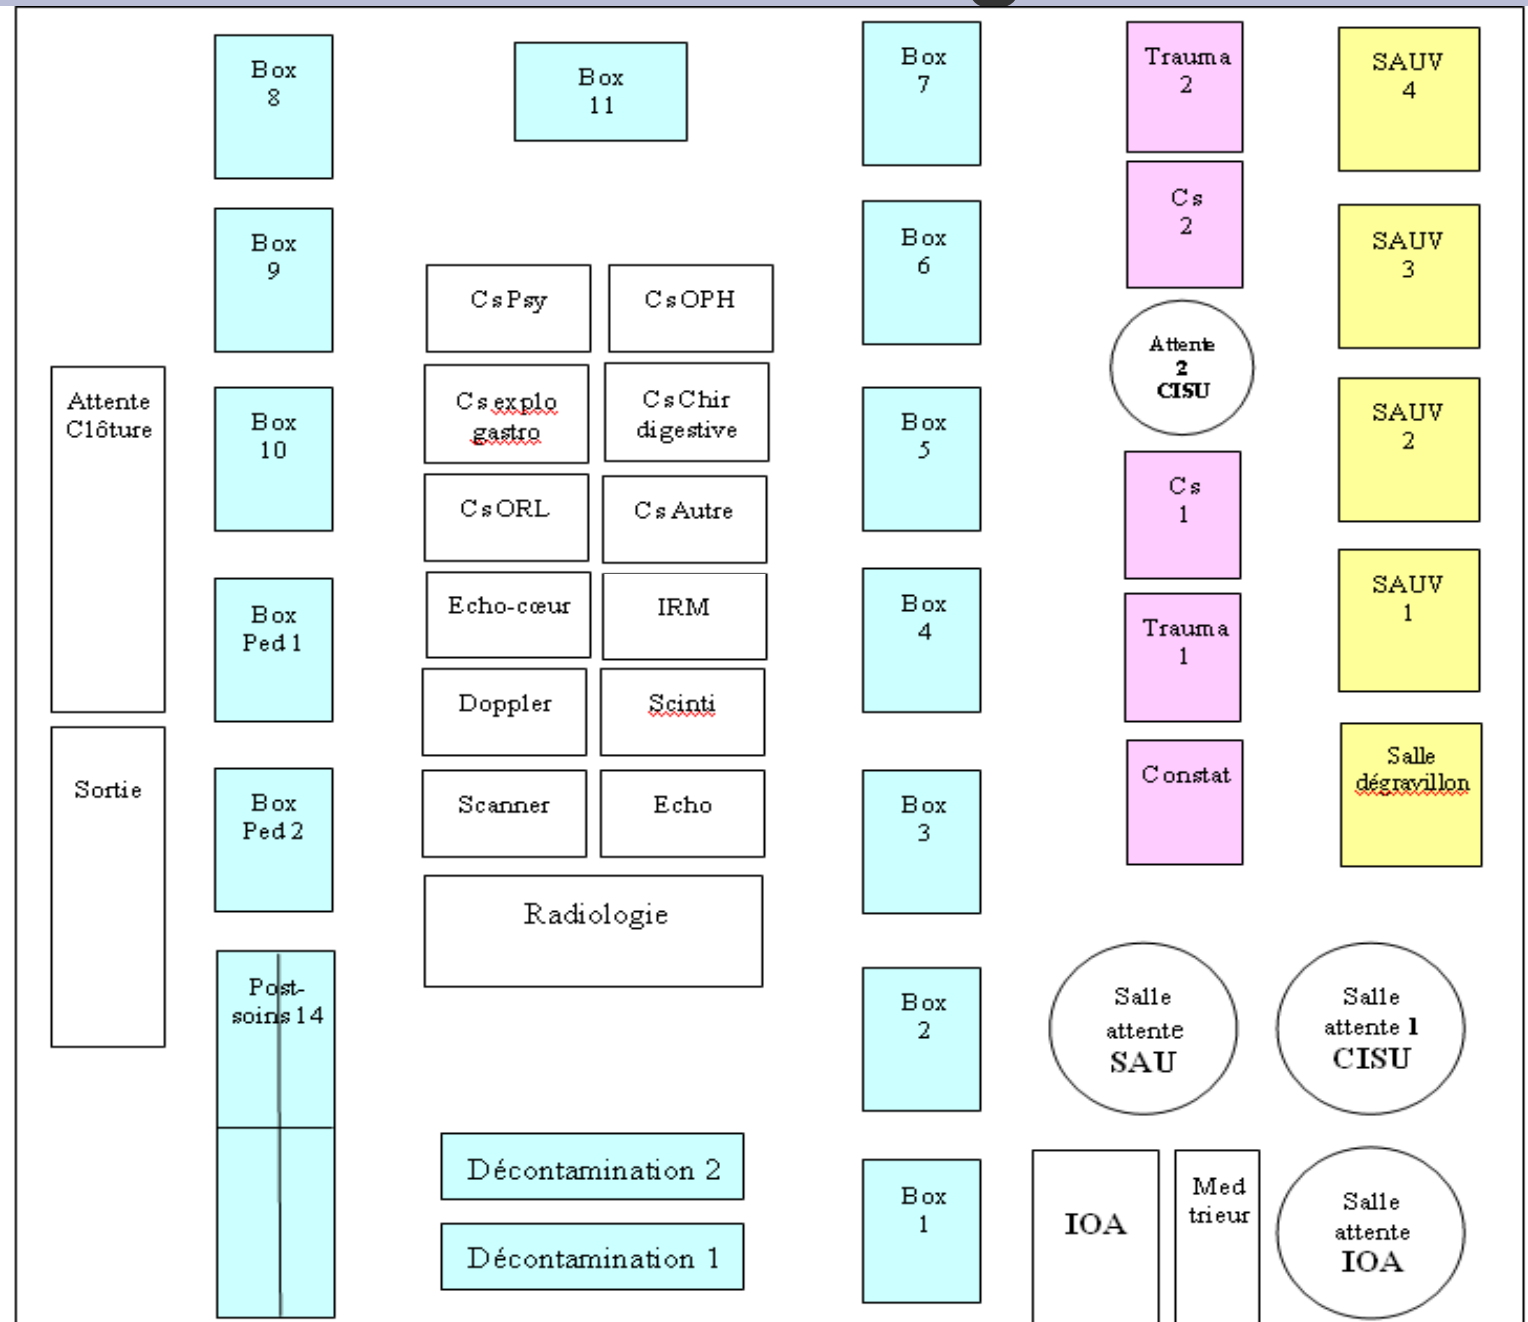 Box
8
Box
11
Box
7
Trauma
2
SAUV
4
Box
9
Box
6
Cs
2
SAUV
3
Cs Psy
Cs OPH
Attente
2
CISU
Attente
Clôture
Box
10
Cs explo
gastro
Cs Chir
digestive
Box
5
SAUV
2
Cs ORL
Cs Autre
Cs
1
Box
Ped 1
Echo-cœur
IRM
Box
4
Trauma
1
SAUV
1
Doppler
Scinti
Sortie
Box
Ped 2
Scanner
Echo
Box
3
Constat
Salle
dégravillon
Radiologie
Post-
soins 14
Box
2
Salle
attente
SAU
Salle
attente 1
CISU
Décontamination 2
Décontamination 1
Box
1
IOA
Med
trieur
Salle
attente
IOA